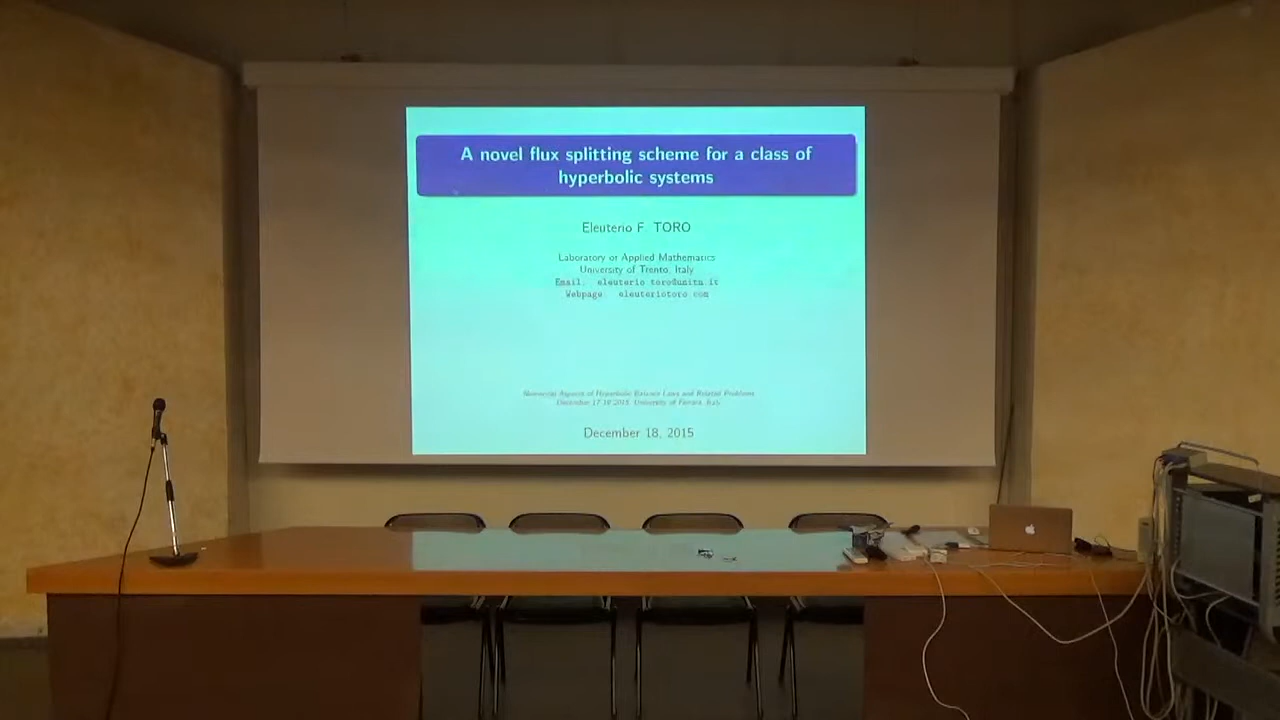 A novel flux splitting scheme for a class of
hyperbolic systems
Eleuterio F. TORO
Laboratory of Applied Mathematics
University of Trento, Italy
Email: eleuterio.toro@unitn.it
Webpage: eleuteriotoro.com
Numerical Aspects of Hyperbolic Balance Laws and Related Problems
December 17-19 2015, University of Ferrara, Italy
December 18, 2015